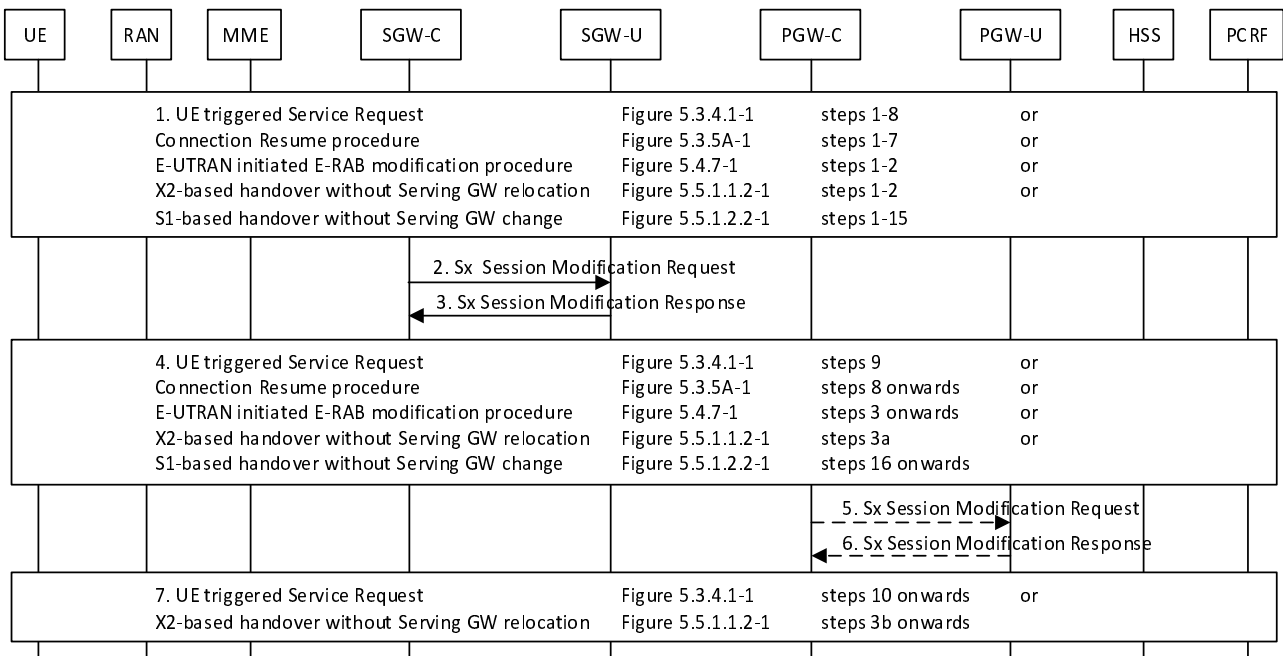 UE RAN MME SGW-C SGW-U PGW-C PGW-U HSS PCRF
1. UE triggered Service Request Figure 5.3.4.1-1 steps 1-8 or
Connection Resume procedure Figure 5.3.5A-1 steps 1-7 or
E-UTRAN initiated E-RAB modification procedure Figure 5.4.7-1 steps 1-2 or
X2-based handover without Serving GW relocation Figure 5.5.1.1.2-1 steps 1-2 or
S1-based handover without Serving GW change Figure 5.5.1.2.2-1 steps 1-15
2. Sx Session Modification Request
3. Sx Session Modification Response
4. UE triggered Service Request Figure 5.3.4.1-1 steps 9 or
Connection Resume procedure Figure 5.3.5A-1 steps 8 onwards or
E-UTRAN initiated E-RAB modification procedure Figure 5.4.7-1 steps 3 onwards or
X2-based handover without Serving GW relocation Figure 5.5.1.1.2-1 steps 3a or
S1-based handover without Serving GW change Figure 5.5.1.2.2-1 steps 16 onwards
5. Sx Session Modification Request
6. Sx Session Modification Response
7. UE triggered Service Request Figure 5.3.4.1-1 steps 10 onwards or
X2-based handover without Serving GW relocation Figure 5.5.1.1.2-1 steps 3b onwards